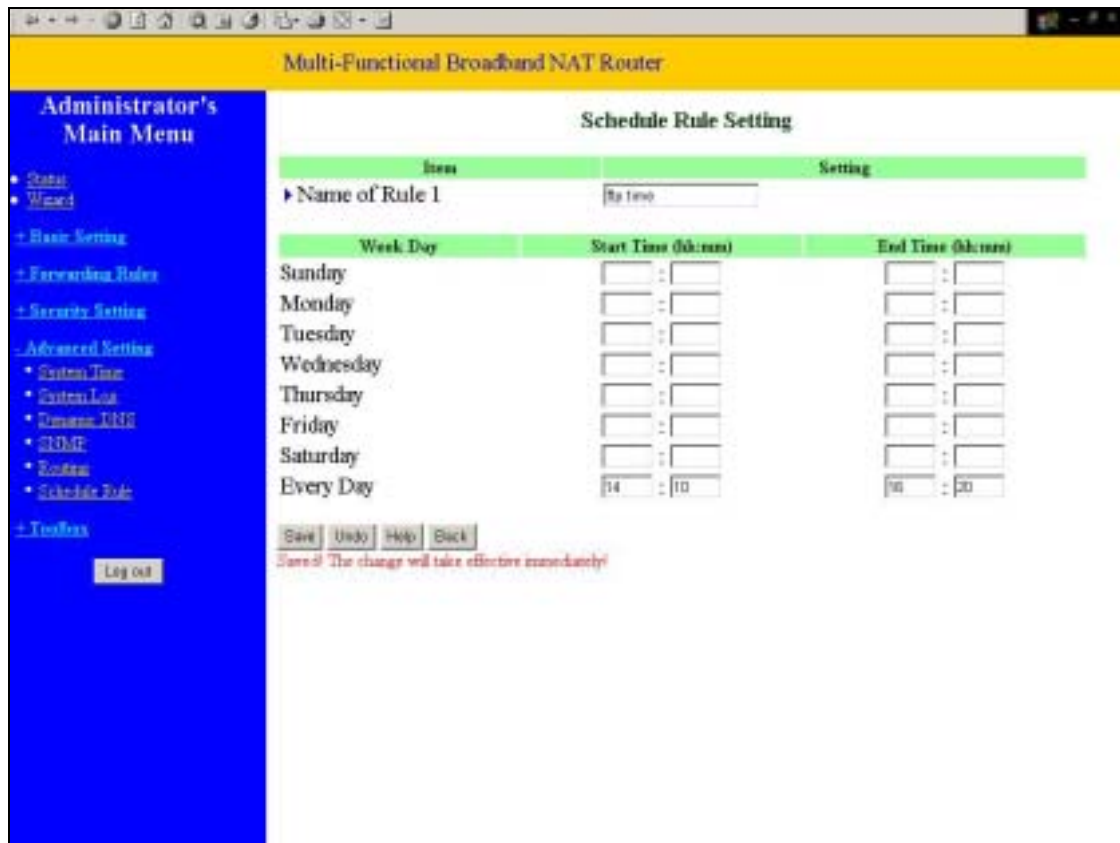 Multi-Functional Broadband NAT Router
Administrator's
Main Menu
Status
Wizard
+ Basic Setting
+ Forwarding Rules
+ Security Setting
- Advanced Setting
System Time
System Log
Dynamic DNS
SNMP
Routing
Schedule Rule
+ Toolbox
Log out
Schedule Rule Setting
Item Setting
Name of Rule 1 ftp time
Week Day Start Time (hh:mm) End Time (hh:mm)
Sunday : :
Monday : :
Tuesday : :
Wednesday : :
Thursday : :
Friday : :
Saturday : :
Every Day 14 : 10 16 : 20
Save Undo Help Back
Saved! The change will take effective immediately!